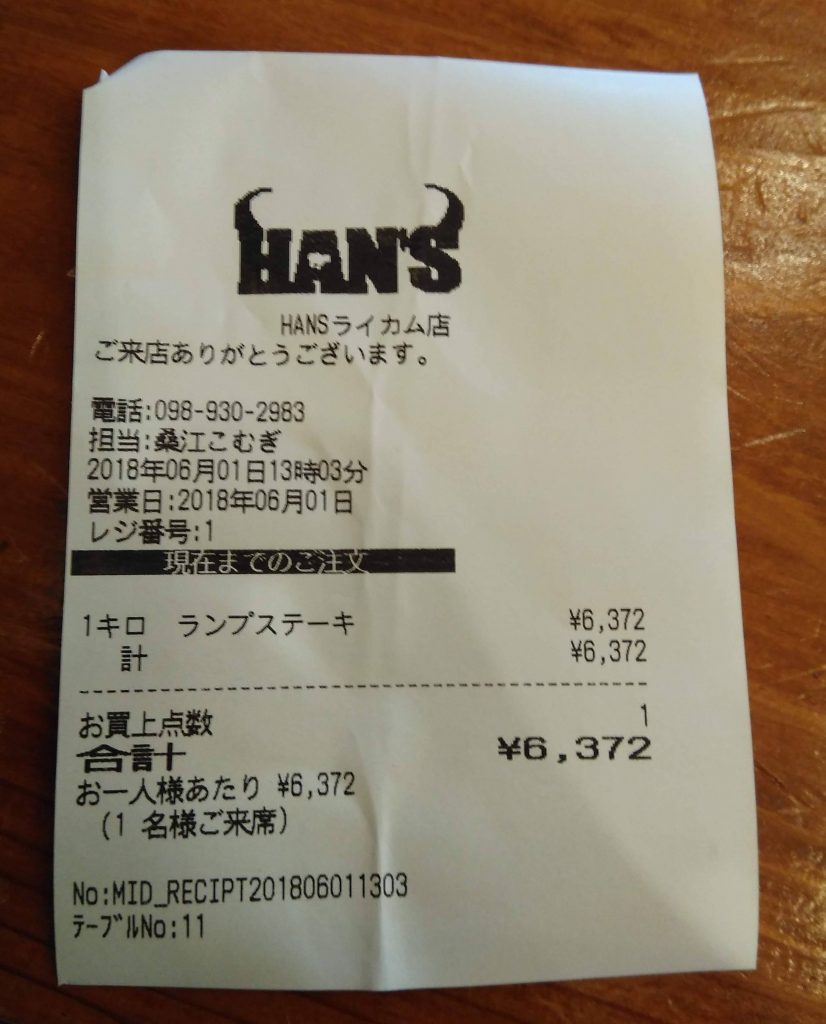 HAN'S
HANSライカム店
ご来店ありがとうございます。
電話:098-930-2983
担当:桑江こむぎ
2018年06月01日13時03分
営業日:2018年06月01日
レジ番号:1
現在までのご注文
1キロ ランプステーキ ¥6,372
計 ¥6,372
お買上点数 1
合計 ¥6,372
お一人様あたり ¥6,372
(1 名様ご来席)
No:MID_RECIPT201806011303
ﾃｰﾌﾞﾙNo:11